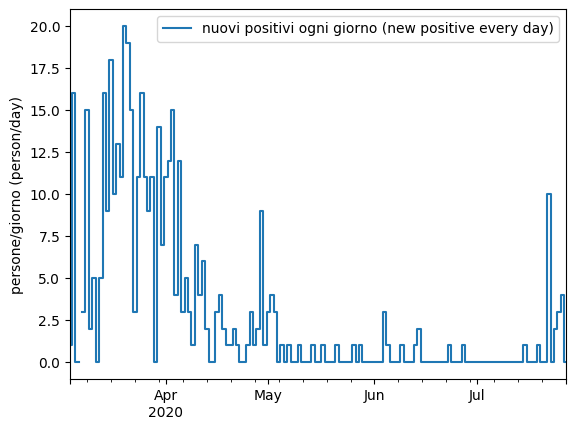 nuovi positivi ogni giorno (new positive every day)
persone/giorno (person/day)
20.0
17.5
15.0
12.5
10.0
7.5
5.0
2.5
0.0
Apr
2020
May
Jun
Jul